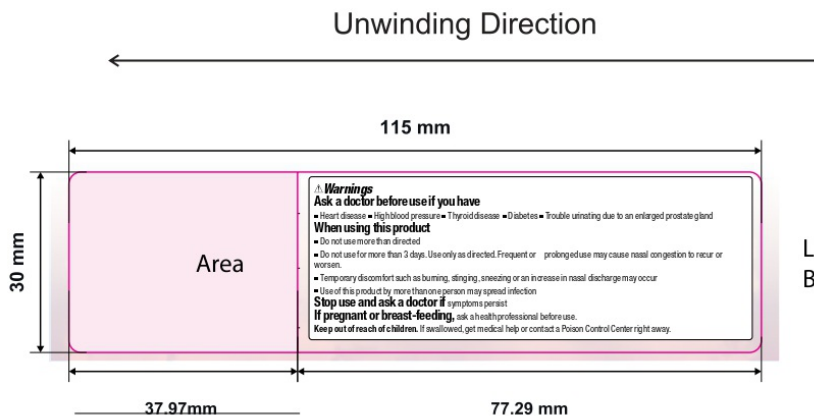 Unwinding Direction
115 mm
30 mm
Area
⚠Warnings
Ask a doctor before use if you have
▪ Heart disease ▪ High blood pressure ▪ Thyroid disease ▪ Diabetes ▪ Trouble urinating due to an enlarged prostate gland
When using this product
▪ Do not use more than directed
▪ Do not use for more than 3 days. Use only as directed. Frequent or prolonged use may cause nasal congestion to recur or
worsen.
▪ Temporary discomfort such as burning, stinging, sneezing or an increase in nasal discharge may occur
▪ Use of this product by more than one person may spread infection
Stop use and ask a doctor if symptoms persist
If pregnant or breast-feeding, ask a health professional before use.
Keep out of reach of children. If swallowed, get medical help or contact a Poison Control Center right away.
L
B
37.97mm
77.29 mm